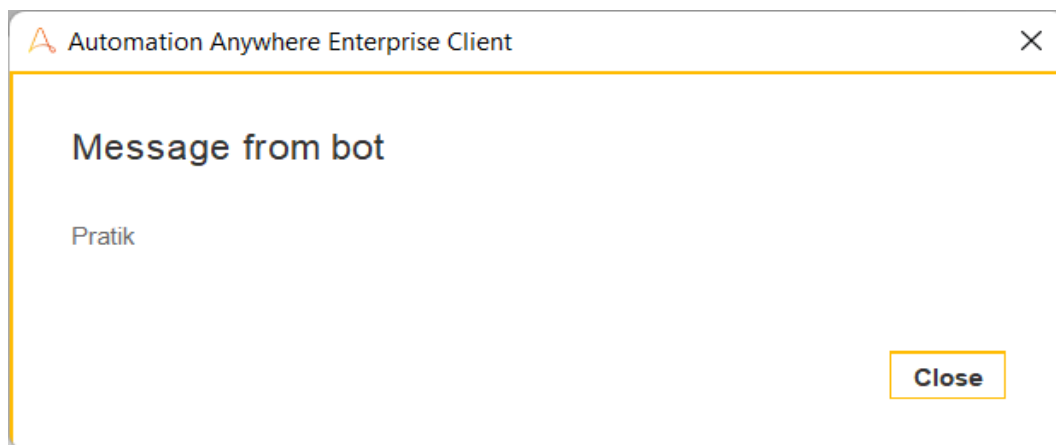 Automation Anywhere Enterprise Client
Message from bot
Pratik
Close